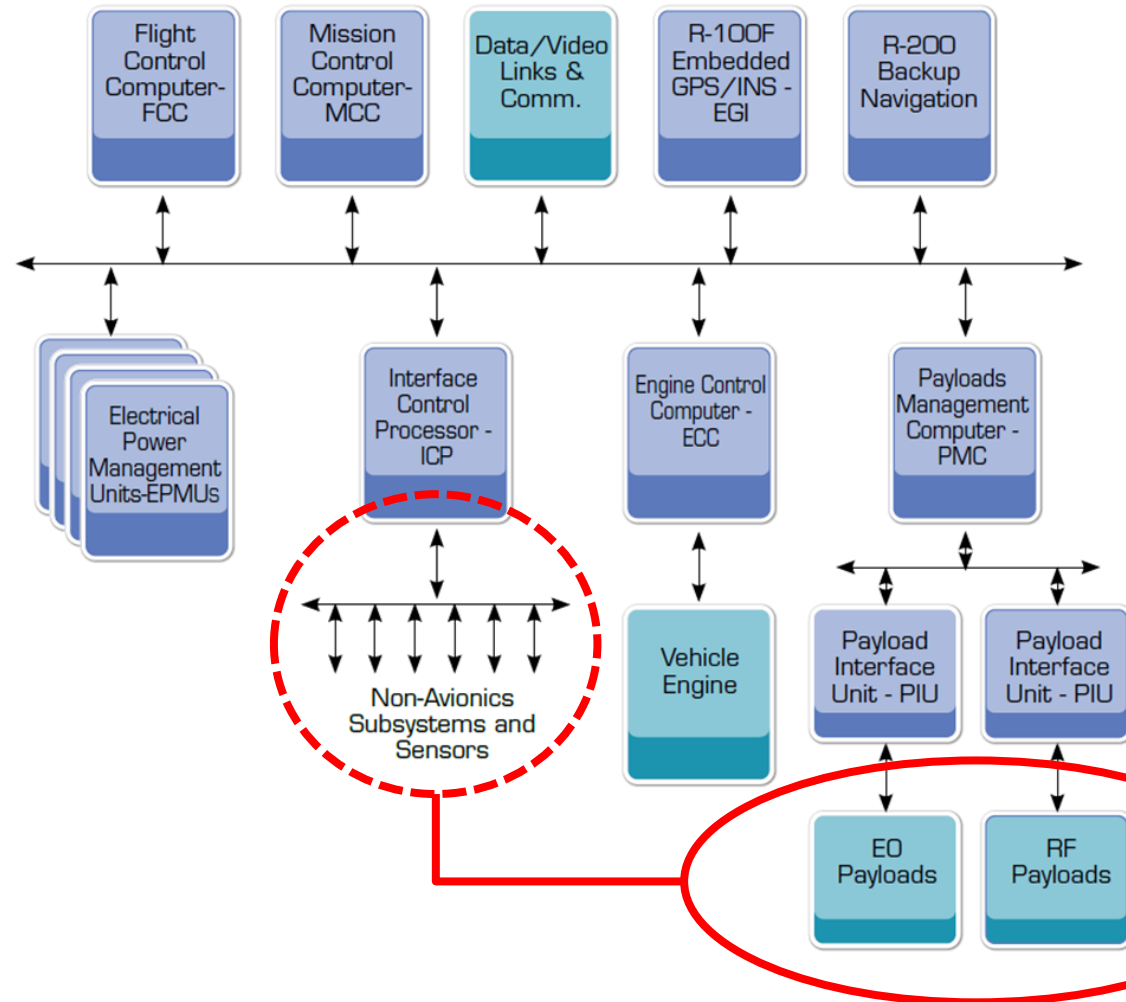 Flight
Control
Computer-
FCC
Mission
Control
Computer-
MCC
Data/Video
Links &
Comm.
R-100F
Embedded
GPS/INS -
EGI
R-200
Backup
Navigation
Electrical
Power
Management
Units-EPMUs
Interface
Control
Processor -
ICP
Engine Control
Computer -
ECC
Payloads
Management
Computer -
PMC
Non-Avionics
Subsystems and
Sensors
Vehicle
Engine
Payload
Interface
Unit - PIU
Payload
Interface
Unit - PIU
EO
Payloads
RF
Payloads